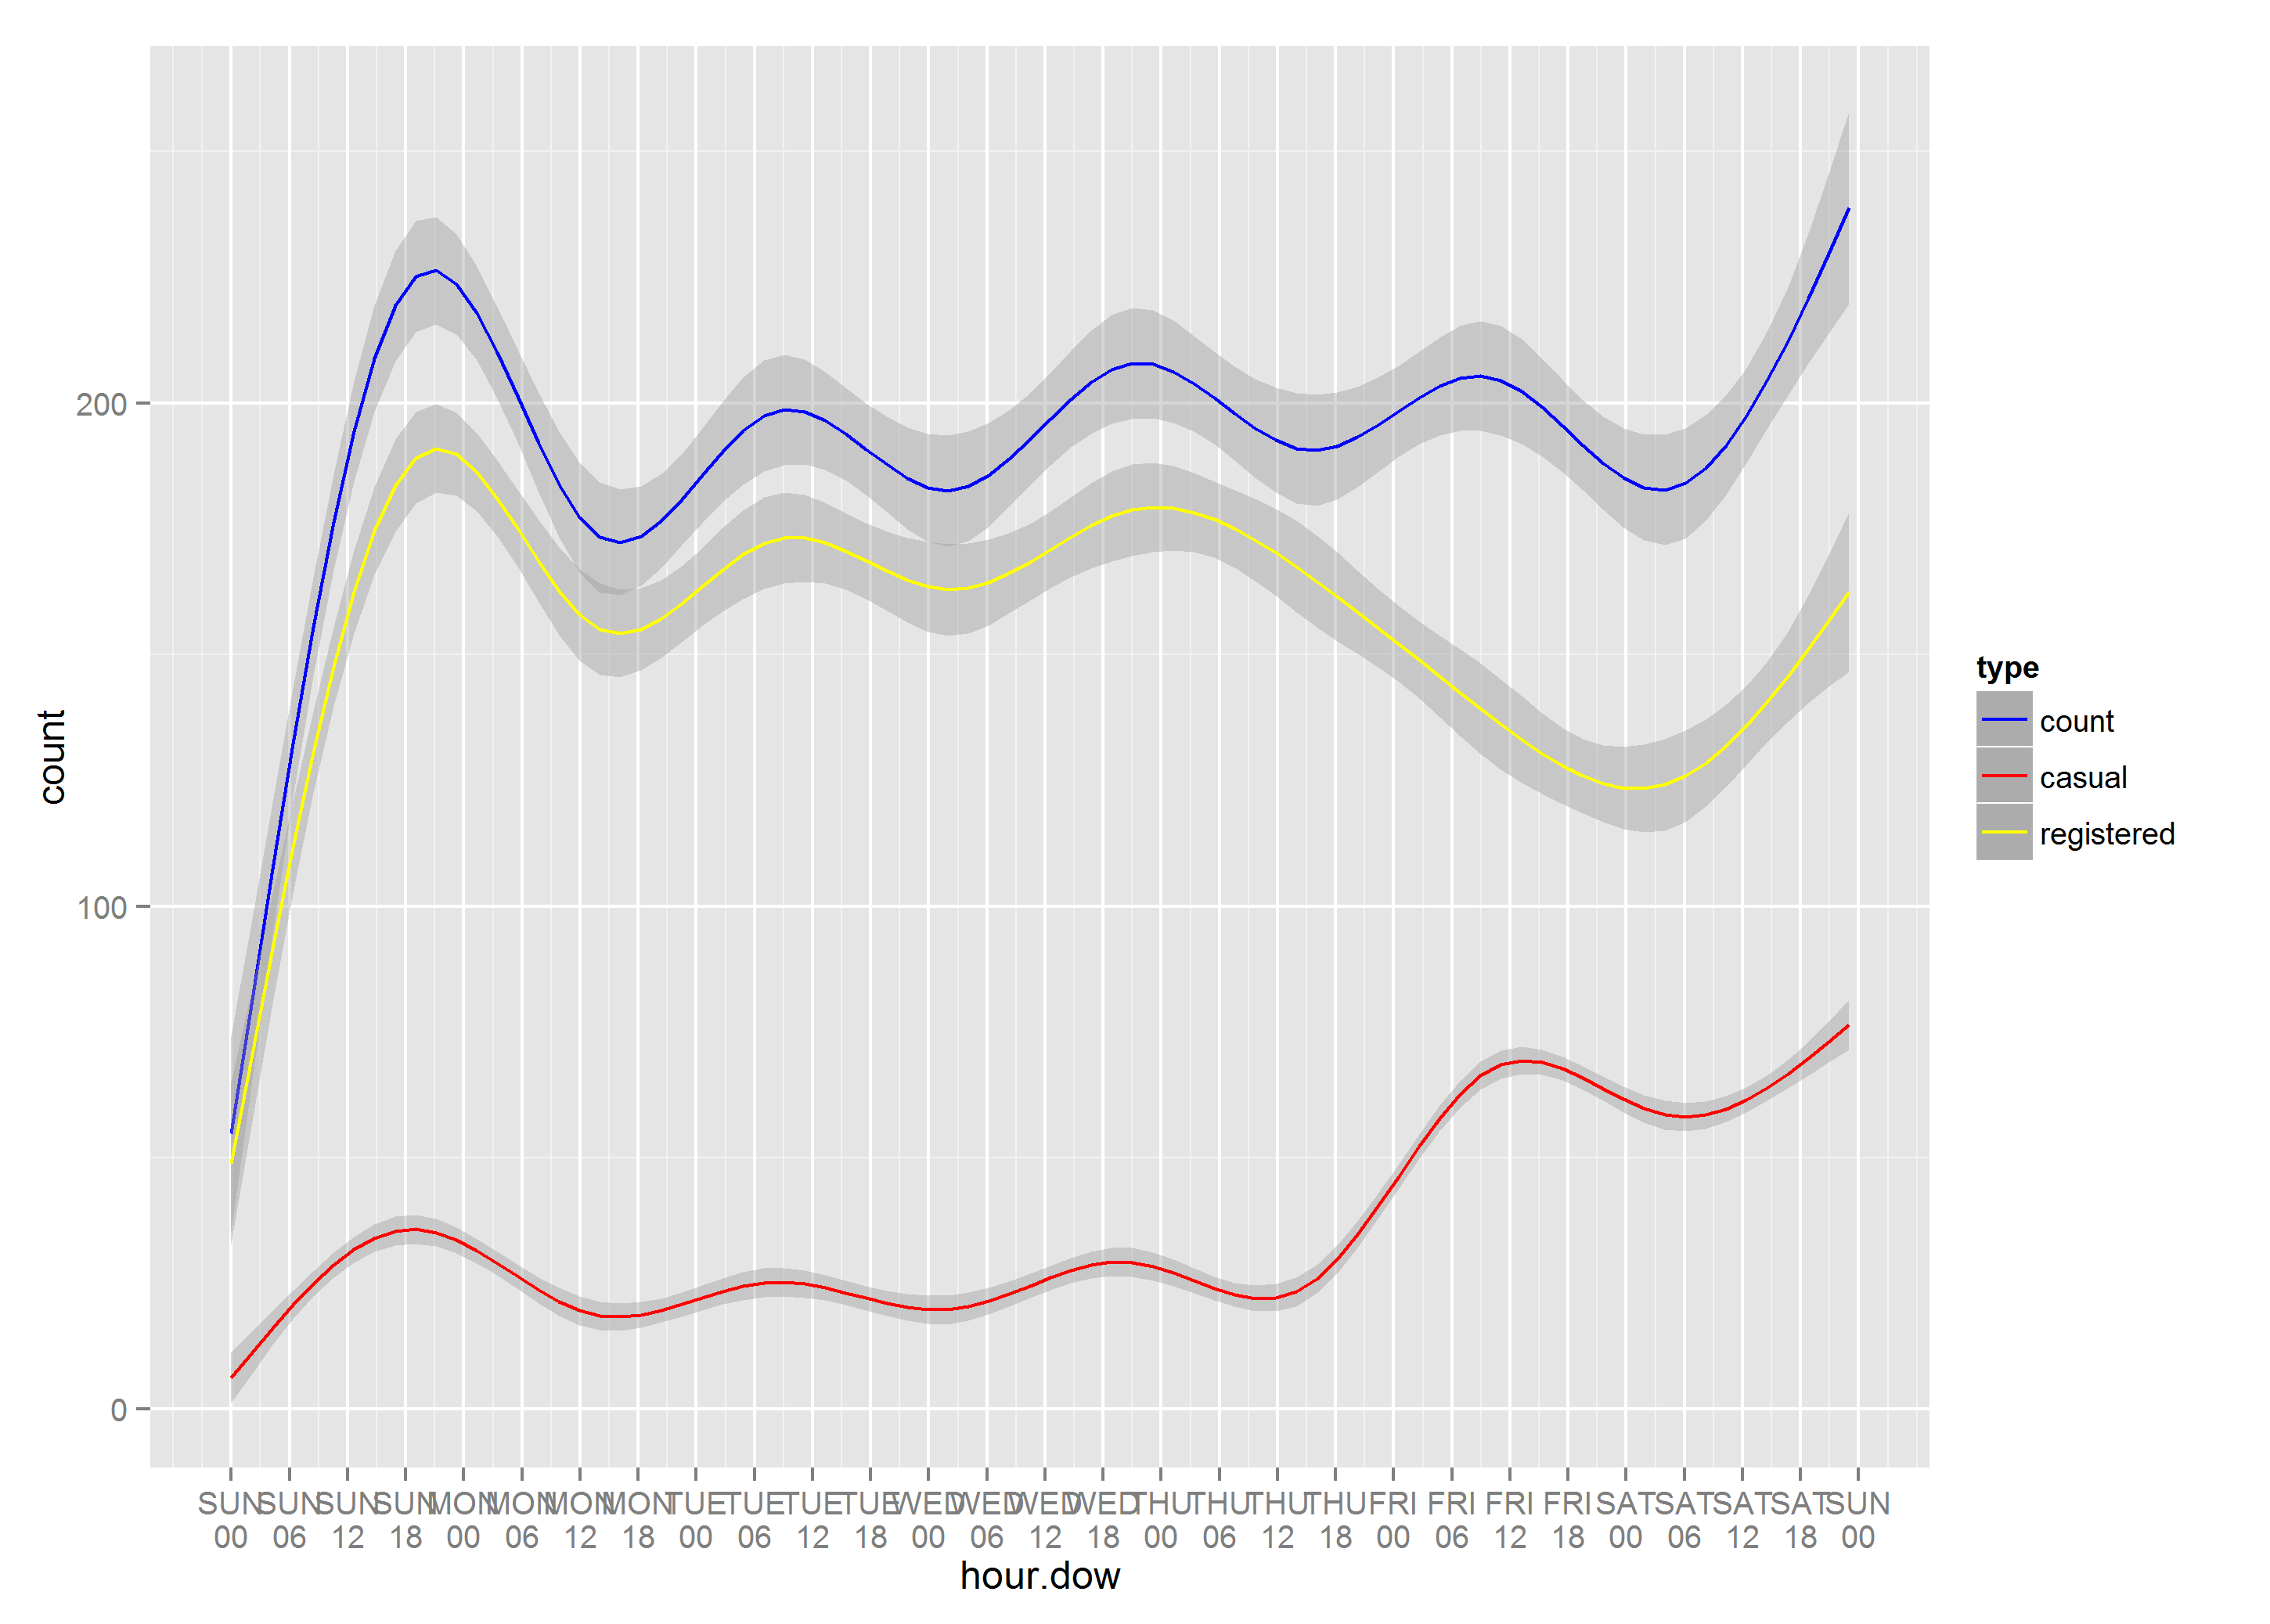 200
100
0
count
SUN SUN SUN SUN MON MON MON MON TUE TUE TUE TUE WED WED WED WED THU THU THU THU FRI FRI FRI FRI SAT SAT SAT SAT SUN
00 06 12 18 00 06 12 18 00 06 12 18 00 06 12 18 00 06 12 18 00 06 12 18 00 06 12 18 00
hour.dow
type
count
casual
registered